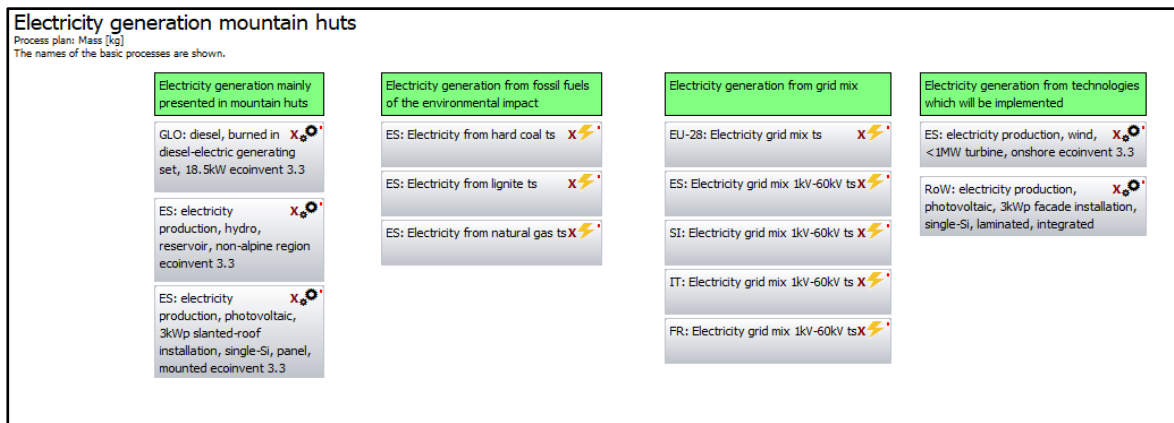 Electricity generation mountain huts
Process plan: Mass [kg]
The names of the basic processes are shown.
Electricity generation mainly
presented in mountain huts
GLO: diesel, burned in
diesel-electric generating
set, 18.5kW ecoinvent 3.3
ES: electricity
production, hydro,
reservoir, non-alpine region
ecoinvent 3.3
ES: electricity
production, photovoltaic,
3kWp slanted-roof
installation, single-Si, panel,
mounted ecoinvent 3.3
Electricity generation from fossil fuels
of the environmental impact
ES: Electricity from hard coal ts
ES: Electricity from lignite ts
ES: Electricity from natural gas ts
Electricity generation from grid mix
EU-28: Electricity grid mix ts
ES: Electricity grid mix 1kV-60kV ts
SI: Electricity grid mix 1kV-60kV ts
IT: Electricity grid mix 1kV-60kV ts
FR: Electricity grid mix 1kV-60kV ts
Electricity generation from technologies
which will be implemented
ES: electricity production, wind,
<1MW turbine, onshore ecoinvent 3.3
RoW: electricity production,
photovoltaic, 3kWp facade installation,
single-Si, laminated, integrated